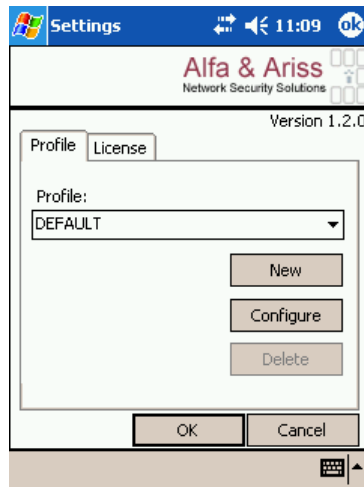 Settings 11:09 ok
Alfa & Ariss
Network Security Solutions
Version 1.2.0
Profile License
Profile:
DEFAULT
New
Configure
Delete
OK Cancel